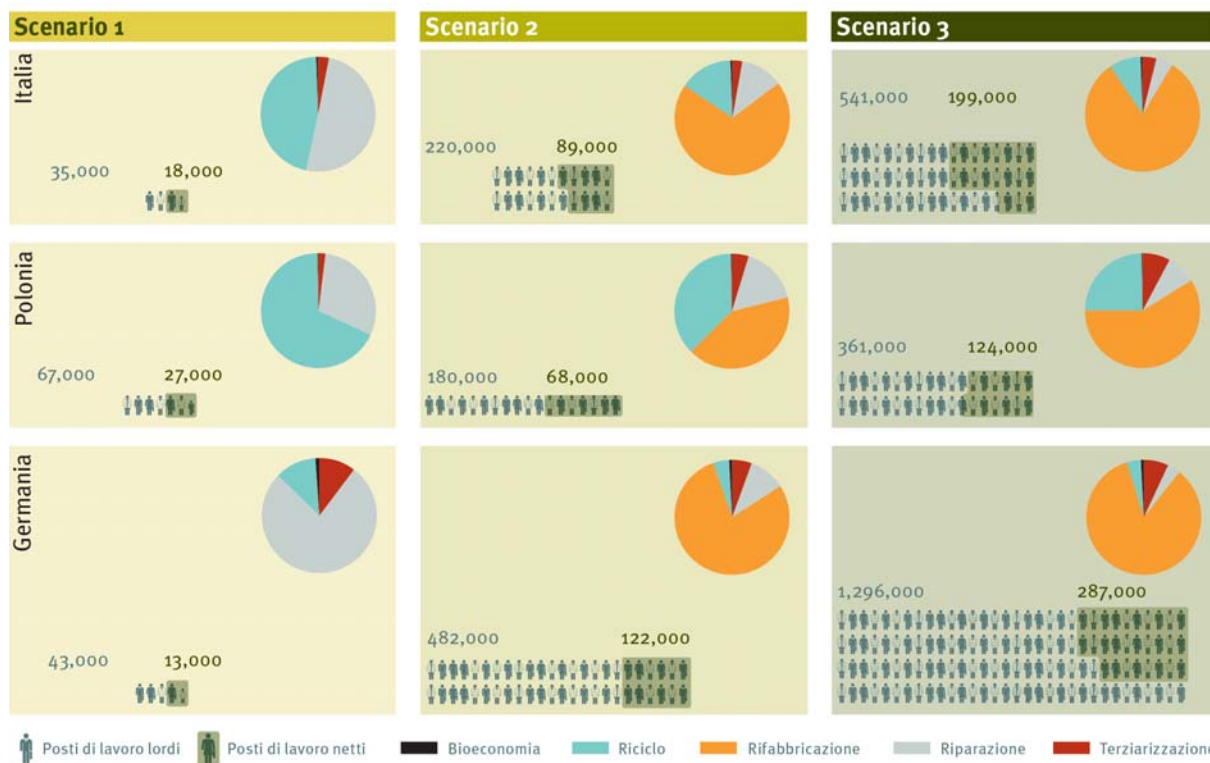 Scenario 1
Scenario 2
Scenario 3
Italia
35,000 18,000
220,000 89,000
541,000 199,000
Polonia
67,000 27,000
180,000 68,000
361,000 124,000
Germania
43,000 13,000
482,000 122,000
1,296,000 287,000
Posti di lavoro lordi Posti di lavoro netti Bioeconomia Riciclo Rifabbricazione Riparazione Terziarizzazione